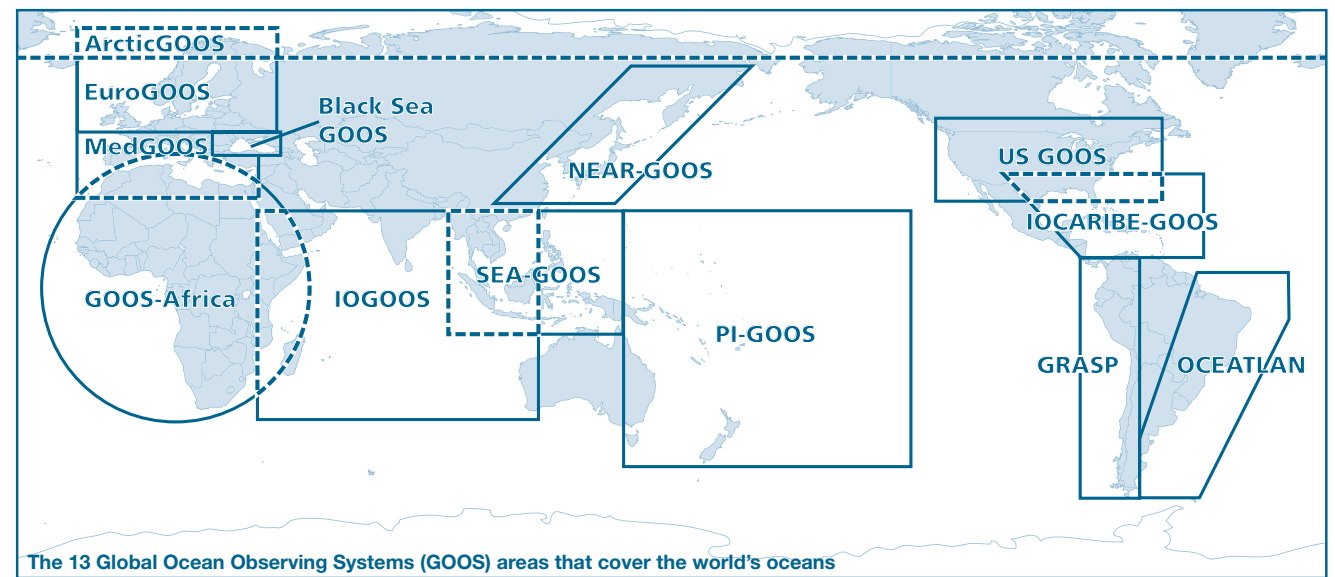 ArcticGOOS
EuroGOOS
Black Sea
GOOS
MedGOOS
NEAR-GOOS
US GOOS
IOCARIBE-GOOS
SEA-GOOS
GOOS-Africa
IOGOOS
PI-GOOS
GRASP
OCEATLAN
The 13 Global Ocean Observing Systems (GOOS) areas that cover the world's oceans